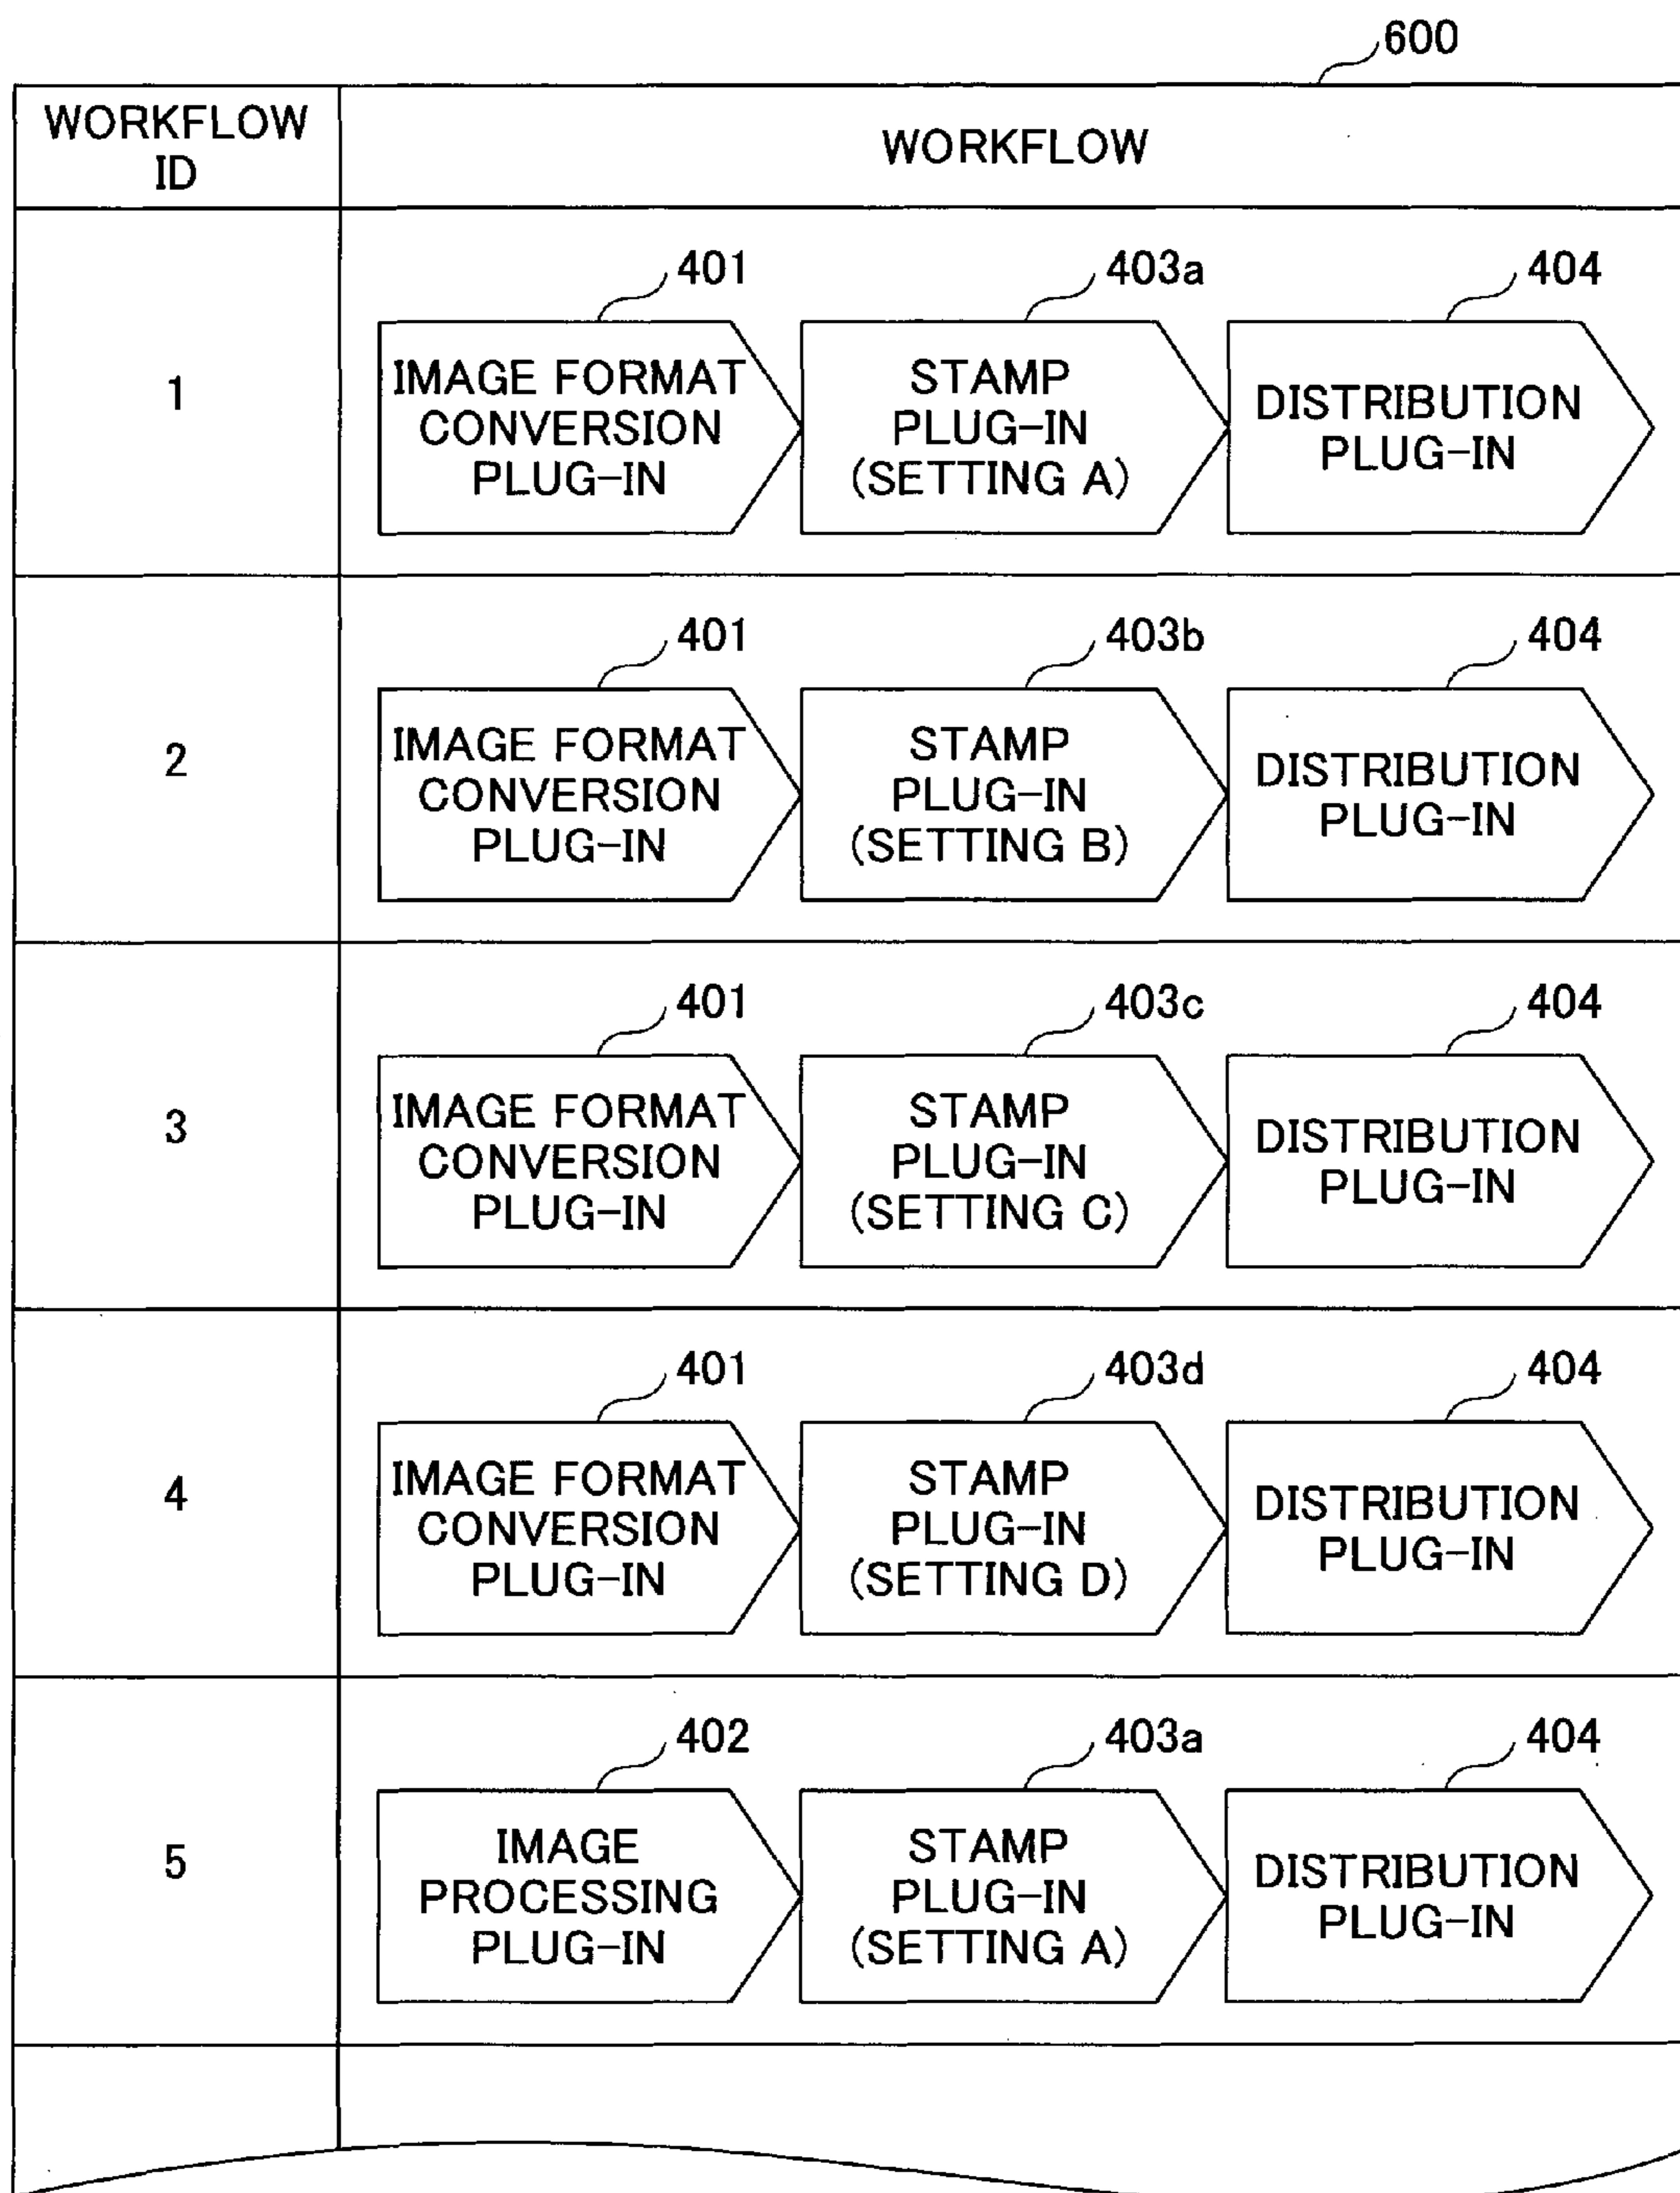 600
WORKFLOW
ID
WORKFLOW
401
403a
404
1
IMAGE FORMAT
CONVERSION
PLUG-IN
STAMP
PLUG-IN
(SETTING A)
DISTRIBUTION
PLUG-IN
401
403b
404
2
IMAGE FORMAT
CONVERSION
PLUG-IN
STAMP
PLUG-IN
(SETTING B)
DISTRIBUTION
PLUG-IN
401
403c
404
3
IMAGE FORMAT
CONVERSION
PLUG-IN
STAMP
PLUG-IN
(SETTING C)
DISTRIBUTION
PLUG-IN
401
403d
404
4
IMAGE FORMAT
CONVERSION
PLUG-IN
STAMP
PLUG-IN
(SETTING D)
DISTRIBUTION
PLUG-IN
402
403a
404
5
IMAGE
PROCESSING
PLUG-IN
STAMP
PLUG-IN
(SETTING A)
DISTRIBUTION
PLUG-IN